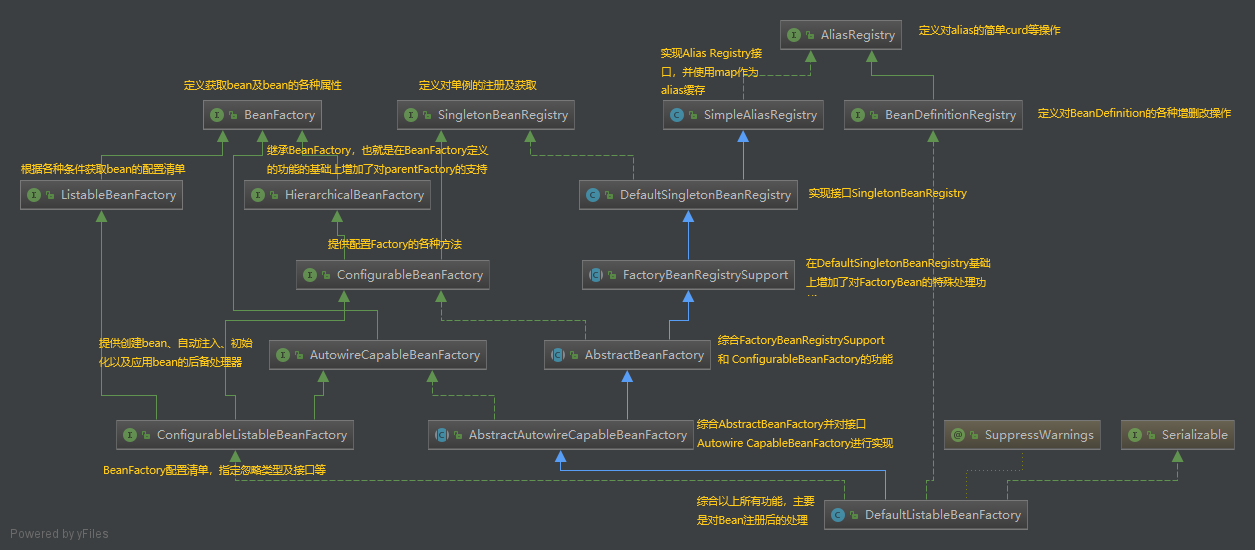 AliasRegistry
定义对alias的简单curd等操作
实现Alias Registry接
口，并使用map作为
alias缓存
定义获取bean及bean的各种属性
定义对单例的注册及获取
BeanFactory
SingletonBeanRegistry
SimpleAliasRegistry
BeanDefinitionRegistry
定义对BeanDefinition的各种增删改操作
继承BeanFactory，也就是在BeanFactory定义
的功能的基础上增加了对parentFactory的支持
根据各种条件获取bean的配置清单
ListableBeanFactory
HierarchicalBeanFactory
DefaultSingletonBeanRegistry
实现接口SingletonBeanRegistry
提供配置Factory的各种方法
ConfigurableBeanFactory
FactoryBeanRegistrySupport
在DefaultSingletonBeanRegistry基础
上增加了对FactoryBean的特殊处理功
提供创建bean、自动注入、初始
化以及应用bean的后备处理器
AutowireCapableBeanFactory
AbstractBeanFactory
综合FactoryBeanRegistrySupport
和 ConfigurableBeanFactory的功能
ConfigurableListableBeanFactory
AbstractAutowireCapableBeanFactory
综合AbstractBeanFactory并对接口
Autowire CapableBeanFactory进行实现
SuppressWarnings
Serializable
BeanFactory配置清单，指定忽略类型及接口等
综合以上所有功能，主要
是对Bean注册后的处理
DefaultListableBeanFactory
Powered by yFiles